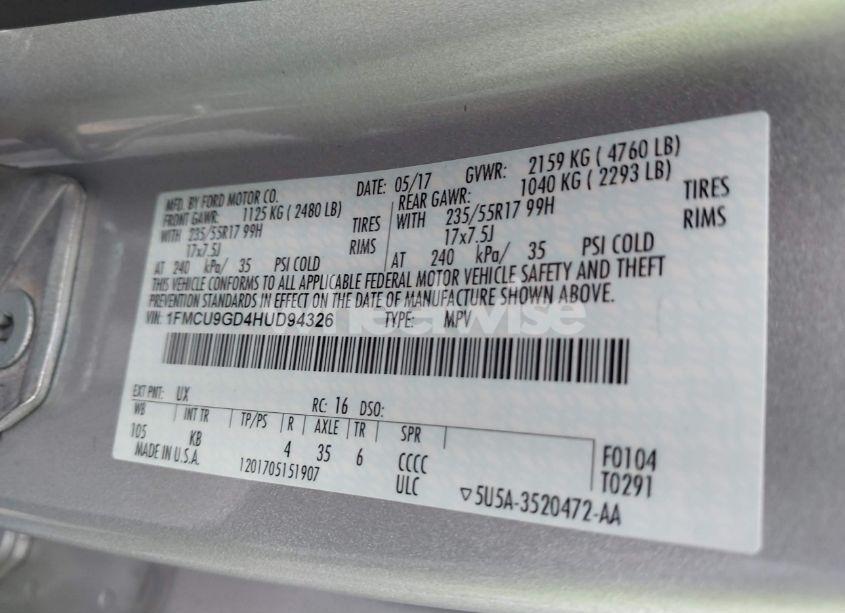 MFD. BY FORD MOTOR CO. DATE: 05/17 GVWR: 2159 KG ( 4760 LB)
FRONT GAWR: 1125 KG ( 2480 LB) REAR GAWR: 1040 KG ( 2293 LB)
WITH 235/55R17 99H TIRES WITH 235/55R17 99H TIRES
17x7.5J RIMS 17x7.5J RIMS
AT 240 kPa/ 35 PSI COLD AT 240 kPa/ 35 PSI COLD
THIS VEHICLE CONFORMS TO ALL APPLICABLE FEDERAL MOTOR VEHICLE SAFETY AND THEFT
PREVENTION STANDARDS IN EFFECT ON THE DATE OF MANUFACTURE SHOWN ABOVE.
VIN: 1FMCU9GD4HUD94326 TYPE: MPV
wheelwise
EXT PNT: UX RC: 16 DSO:
WB INT TR TP/PS R AXLE TR SPR
105 KB 4 35 6 CCCC F0104
MADE IN U.S.A. 1201705151907 ULC T0291
▽5U5A-3520472-AA